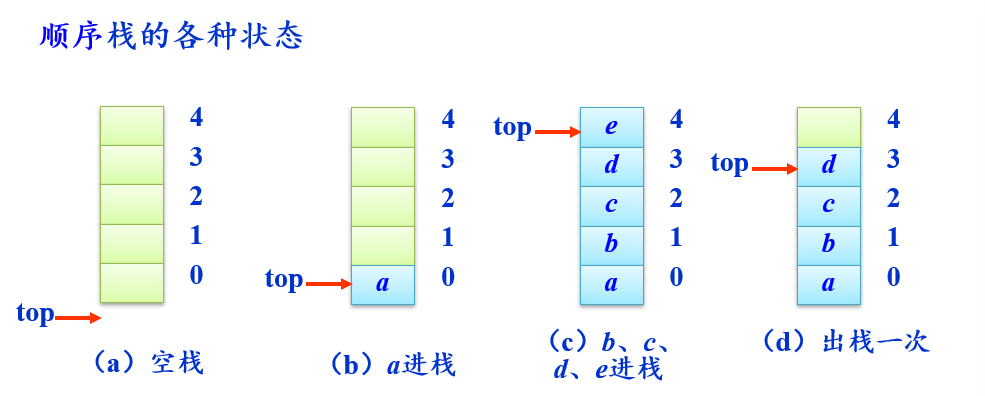 顺序栈的各种状态
4
3
2
1
0
top
（a）空栈
4
3
2
1
top a 0
（b）a进栈
top e 4
d 3
c 2
b 1
a 0
（c）b、c、
d、e进栈
4
top d 3
c 2
b 1
a 0
（d）出栈一次